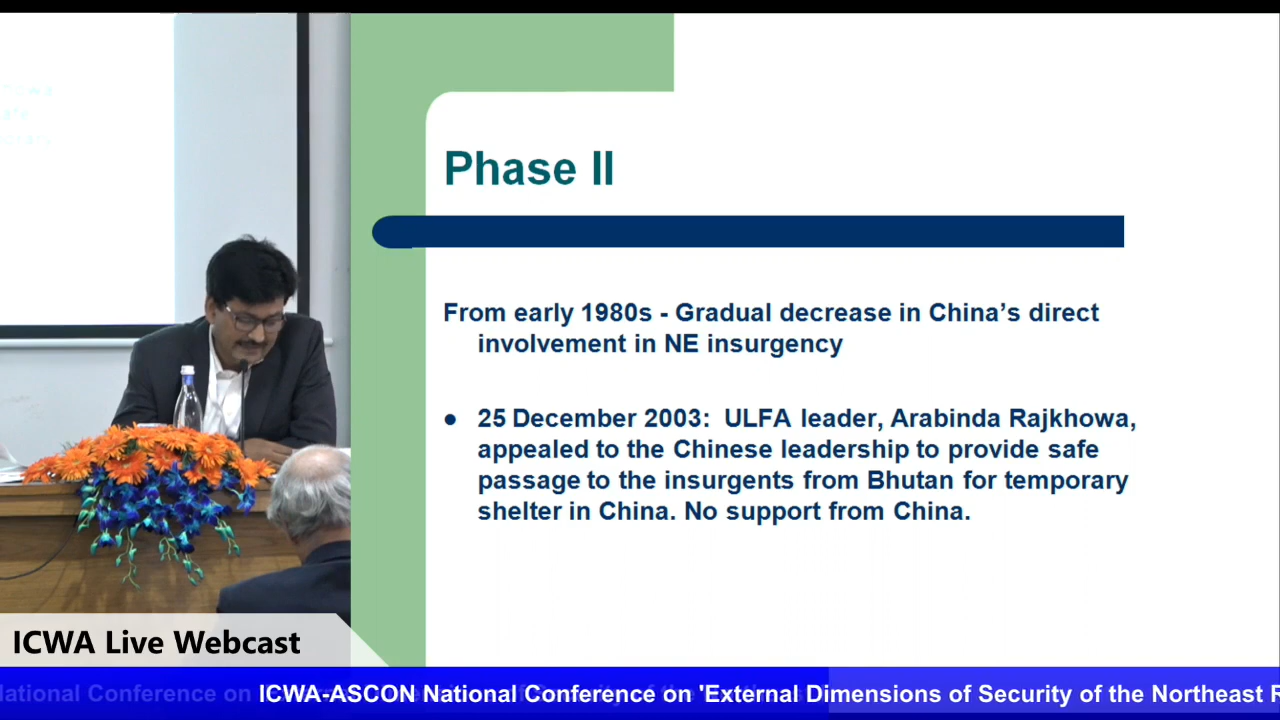 Phase II
From early 1980s - Gradual decrease in China's direct
involvement in NE insurgency
• 25 December 2003: ULFA leader, Arabinda Rajkhowa,
appealed to the Chinese leadership to provide safe
passage to the insurgents from Bhutan for temporary
shelter in China. No support from China.
ICWA Live Webcast
National Conference on ICWA-ASCON National Conference on 'External Dimensions of Security of the Northeast R